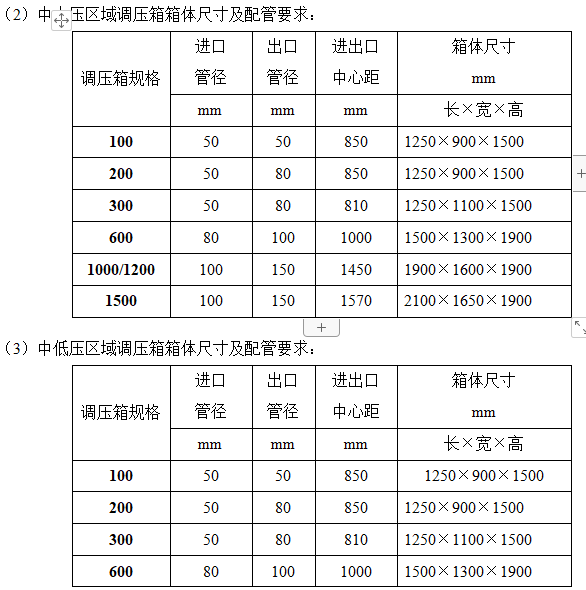 （2）中 压区域调压箱箱体尺寸及配管要求：
调压箱规格 进口 出口 进出口 箱体尺寸
管径 管径 中心距 mm
mm mm mm 长×宽×高
100 50 50 850 1250×900×1500
200 50 80 850 1250×900×1500
300 50 80 810 1250×1100×1500
600 80 100 1000 1500×1300×1900
1000/1200 100 150 1450 1900×1600×1900
1500 100 150 1570 2100×1650×1900
（3）中低压区域调压箱箱体尺寸及配管要求：
调压箱规格 进口 出口 进出口 箱体尺寸
管径 管径 中心距 mm
mm mm mm 长×宽×高
100 50 50 850 1250×900×1500
200 50 80 850 1250×900×1500
300 50 80 810 1250×1100×1500
600 80 100 1000 1500×1300×1900